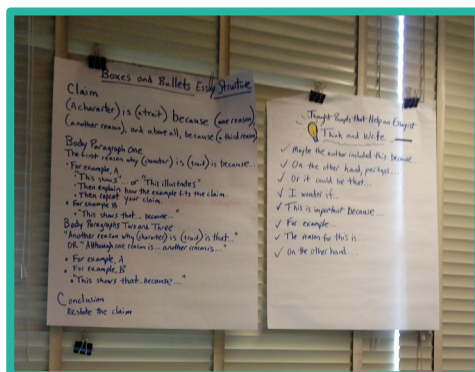 Boxes and Bullets Essay Structure
Claim
(A character) is (a trait) because (one reason),
(another reason), and above all, because (a third reason).
Body Paragraph One
The first reason why (character) is (trait) is because...
• For example, A
"This shows" or "This illustrates"
• Then explain how the example fits the claim.
• Then repeat your claim.
• For example B
• "This shows that... because..."
Body Paragraphs Two and Three
"Another reason why (character) is (trait) is that..."
OR "Although one reason is... another reason is..."
• For example, A
• For example, B
• "This shows that...because..."
Conclusion
Restate the claim
Thought Prompts that Help an Essayist
Think and Write
✓ Maybe the author included this because...
✓ On the other hand, perhaps...
✓ Or it could be that...
✓ I wonder if...
✓ This is important because...
✓ For example...
✓ The reason for this is...
✓ On the other hand...